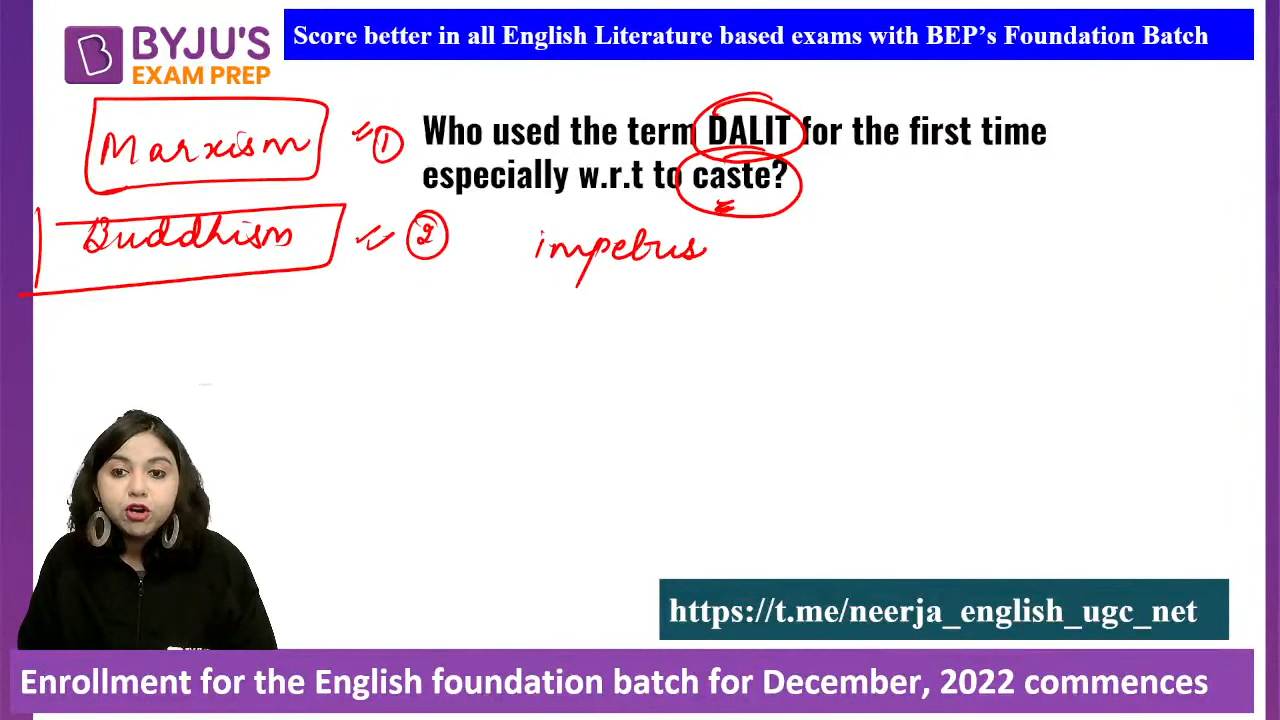 BYJU'S
EXAM PREP
Score better in all English Literature based exams with BEP's Foundation Batch
Marxism
1
Who used the term DALIT for the first time
especially w.r.t to caste?
Buddhism
2
impetus
https://t.me/neerja_english_ugc_net
Enrollment for the English foundation batch for December, 2022 commences